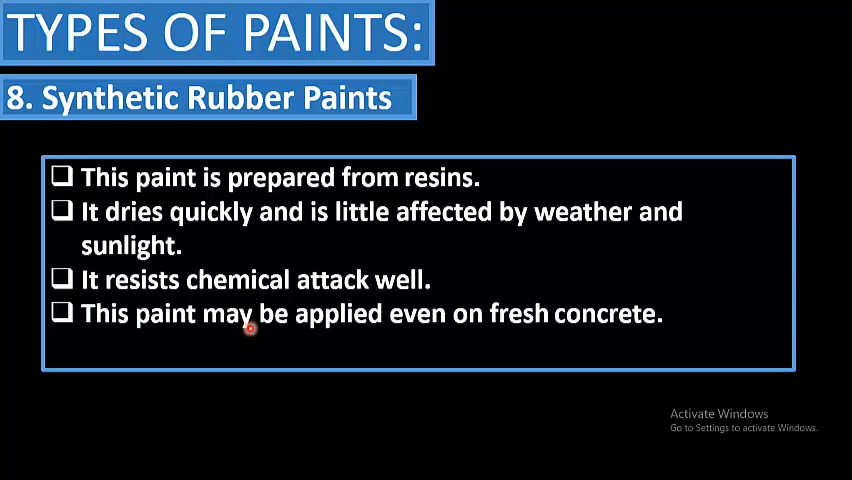 TYPES OF PAINTS:
8. Synthetic Rubber Paints
❑ This paint is prepared from resins.
❑ It dries quickly and is little affected by weather and
sunlight.
❑ It resists chemical attack well.
❑ This paint may be applied even on fresh concrete.
Activate Windows
Go to Settings to activate Windows.